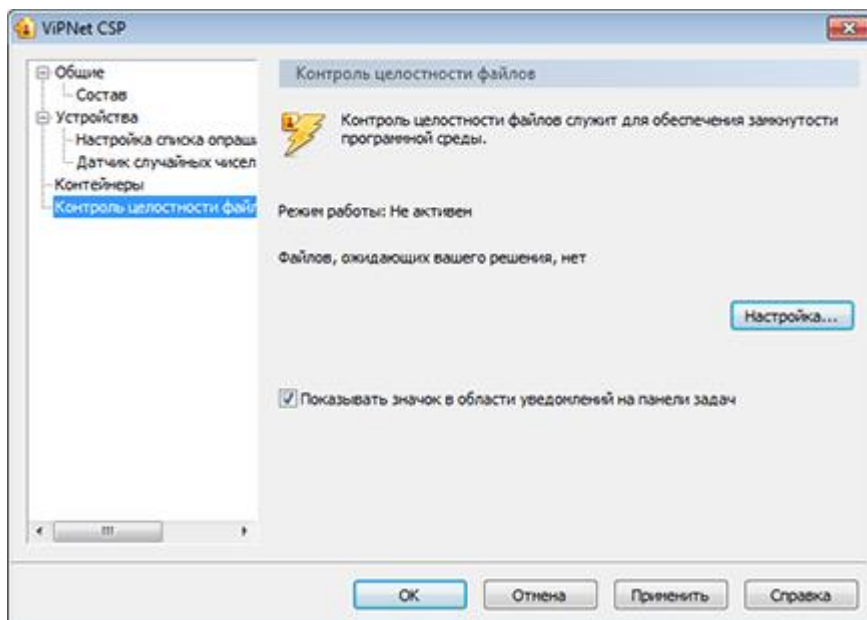 ViPNet CSP
Общие
Состав
Устройства
Настройка списка опраш
Датчик случайных чисел
Контейнеры
Контроль целостности файл
Контроль целостности файлов
Контроль целостности файлов служит для обеспечения замкнутости
программной среды.
Режим работы: Не активен
Файлов, ожидающих вашего решения, нет
Настройка...
Показывать значок в области уведомлений на панели задач
OK
Отмена
Применить
Справка